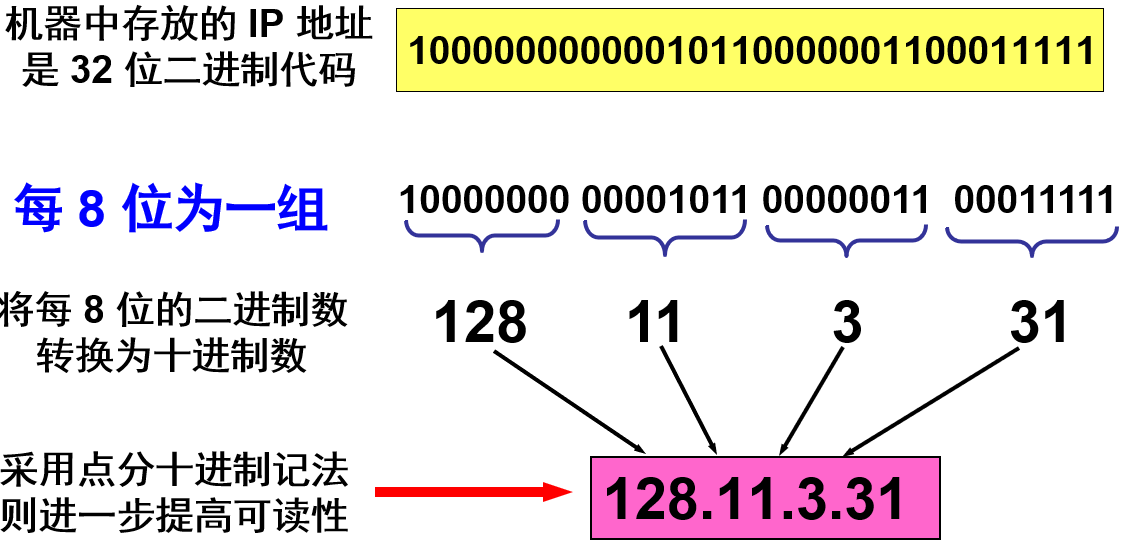 机器中存放的 IP 地址
是 32 位二进制代码
10000000000010110000001100011111
每 8 位为一组
10000000 00001011 00000011 00011111
将每 8 位的二进制数
转换为十进制数
128 11 3 31
采用点分十进制记法
则进一步提高可读性
128.11.3.31